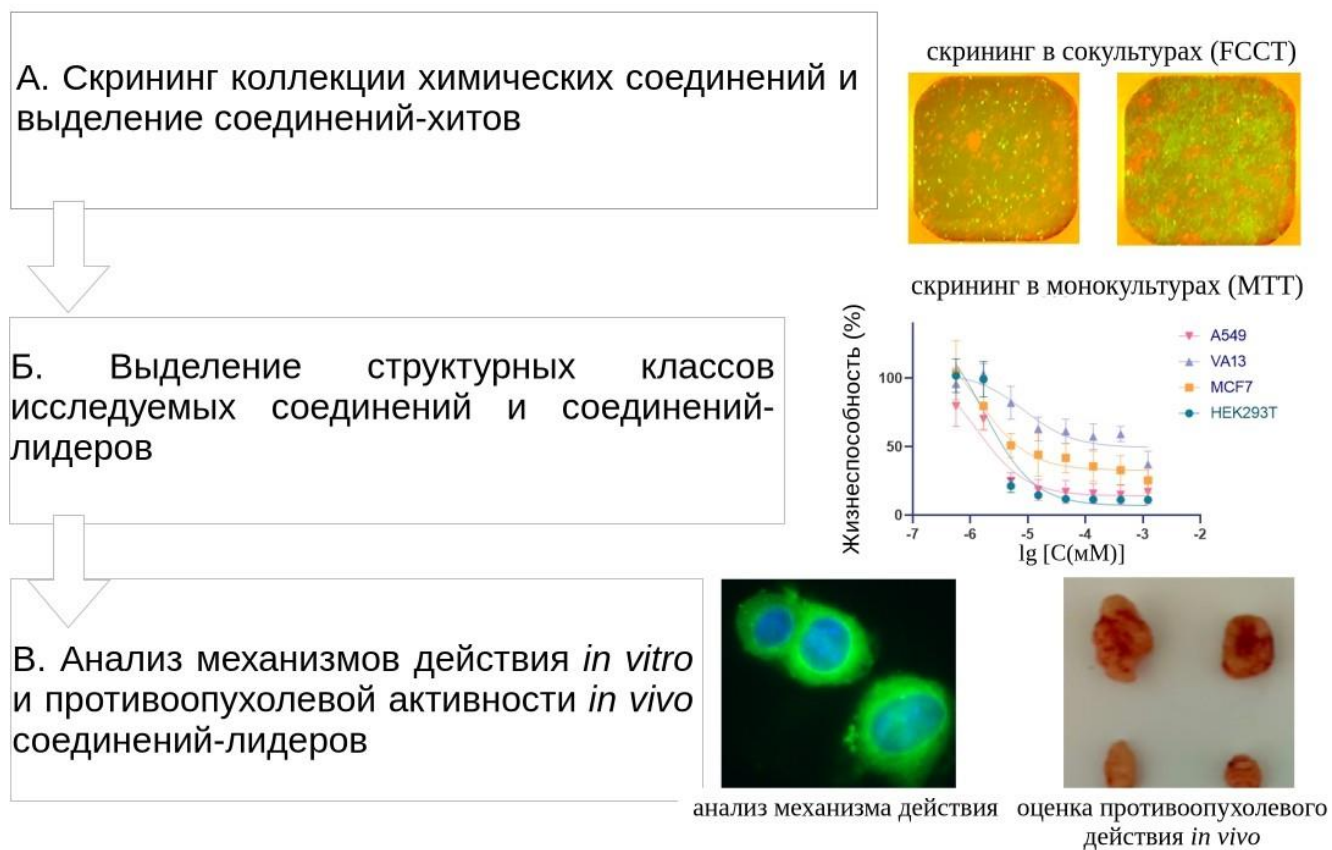 А. Скрининг коллекции химических соединений и
выделение соединений-хитов
скрининг в сокультурах (FCCT)
скрининг в монокультурах (МТТ)
Б. Выделение структурных классов
исследуемых соединений и соединений-
лидеров
Жизнеспособность (%)
100
50
0
-7
-6
-5
-4
-3
-2
lg [C(мМ)]
A549
VA13
MCF7
HEK293T
В. Анализ механизмов действия in vitro
и противоопухолевой активности in vivo
соединений-лидеров
анализ механизма действия
оценка противоопухолевого
действия in vivo